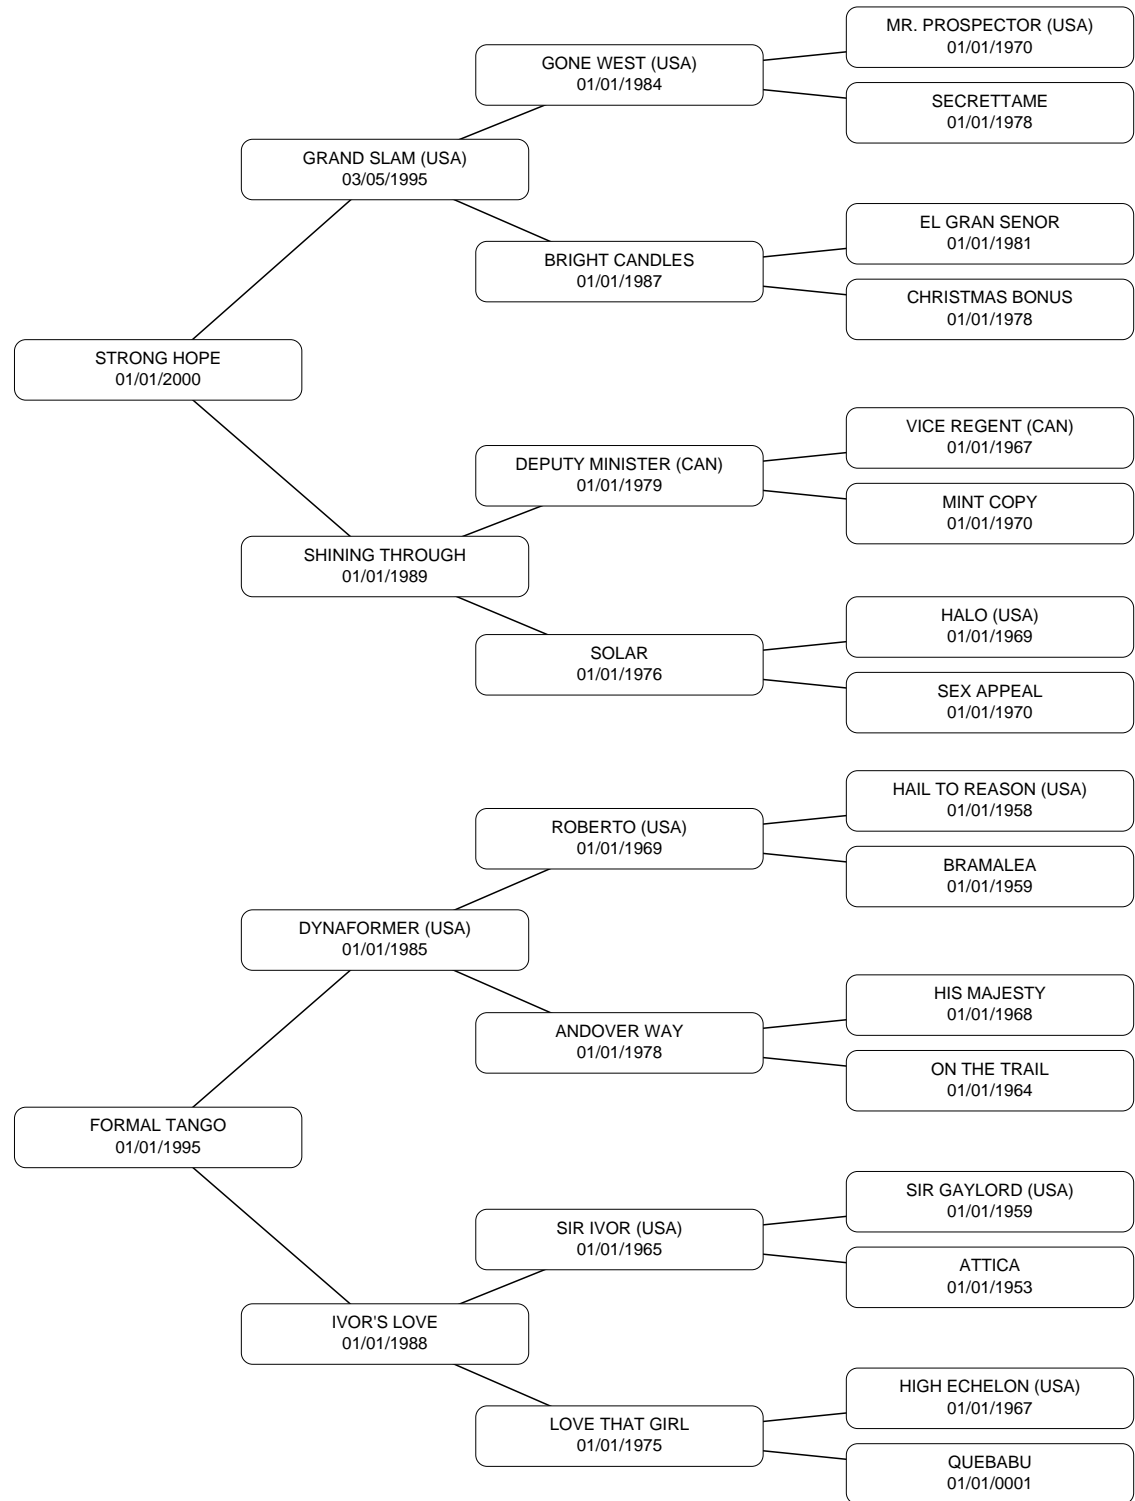 MR. PROSPECTOR (USA)
01/01/1970
GONE WEST (USA)
01/01/1984
SECRETTAME
01/01/1978
GRAND SLAM (USA)
03/05/1995
EL GRAN SENOR
01/01/1981
BRIGHT CANDLES
01/01/1987
CHRISTMAS BONUS
01/01/1978
STRONG HOPE
01/01/2000
VICE REGENT (CAN)
01/01/1967
DEPUTY MINISTER (CAN)
01/01/1979
MINT COPY
01/01/1970
SHINING THROUGH
01/01/1989
HALO (USA)
01/01/1969
SOLAR
01/01/1976
SEX APPEAL
01/01/1970
HAIL TO REASON (USA)
01/01/1958
ROBERTO (USA)
01/01/1969
BRAMALEA
01/01/1959
DYNAFORMER (USA)
01/01/1985
HIS MAJESTY
01/01/1968
ANDOVER WAY
01/01/1978
ON THE TRAIL
01/01/1964
FORMAL TANGO
01/01/1995
SIR GAYLORD (USA)
01/01/1959
SIR IVOR (USA)
01/01/1965
ATTICA
01/01/1953
IVOR'S LOVE
01/01/1988
HIGH ECHELON (USA)
01/01/1967
LOVE THAT GIRL
01/01/1975
QUEBABU
01/01/0001